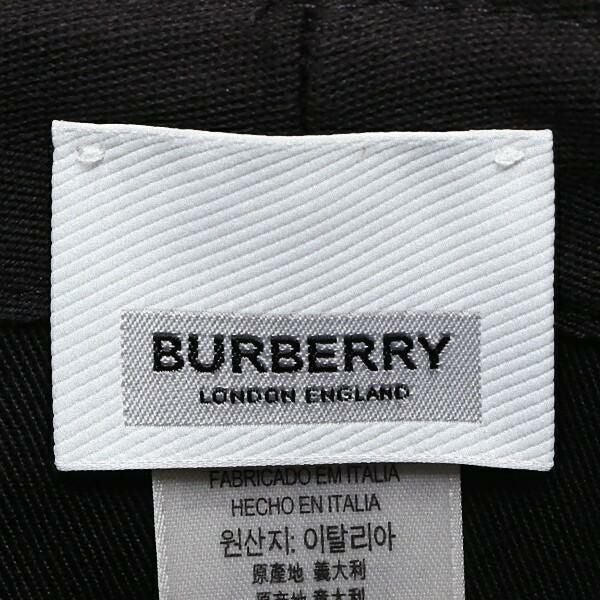 BURBERRY
LONDON ENGLAND
FABRICADO EM ITALIA
HECHO EN ITALIA
원산지: 이탈리아
原產地 義大利